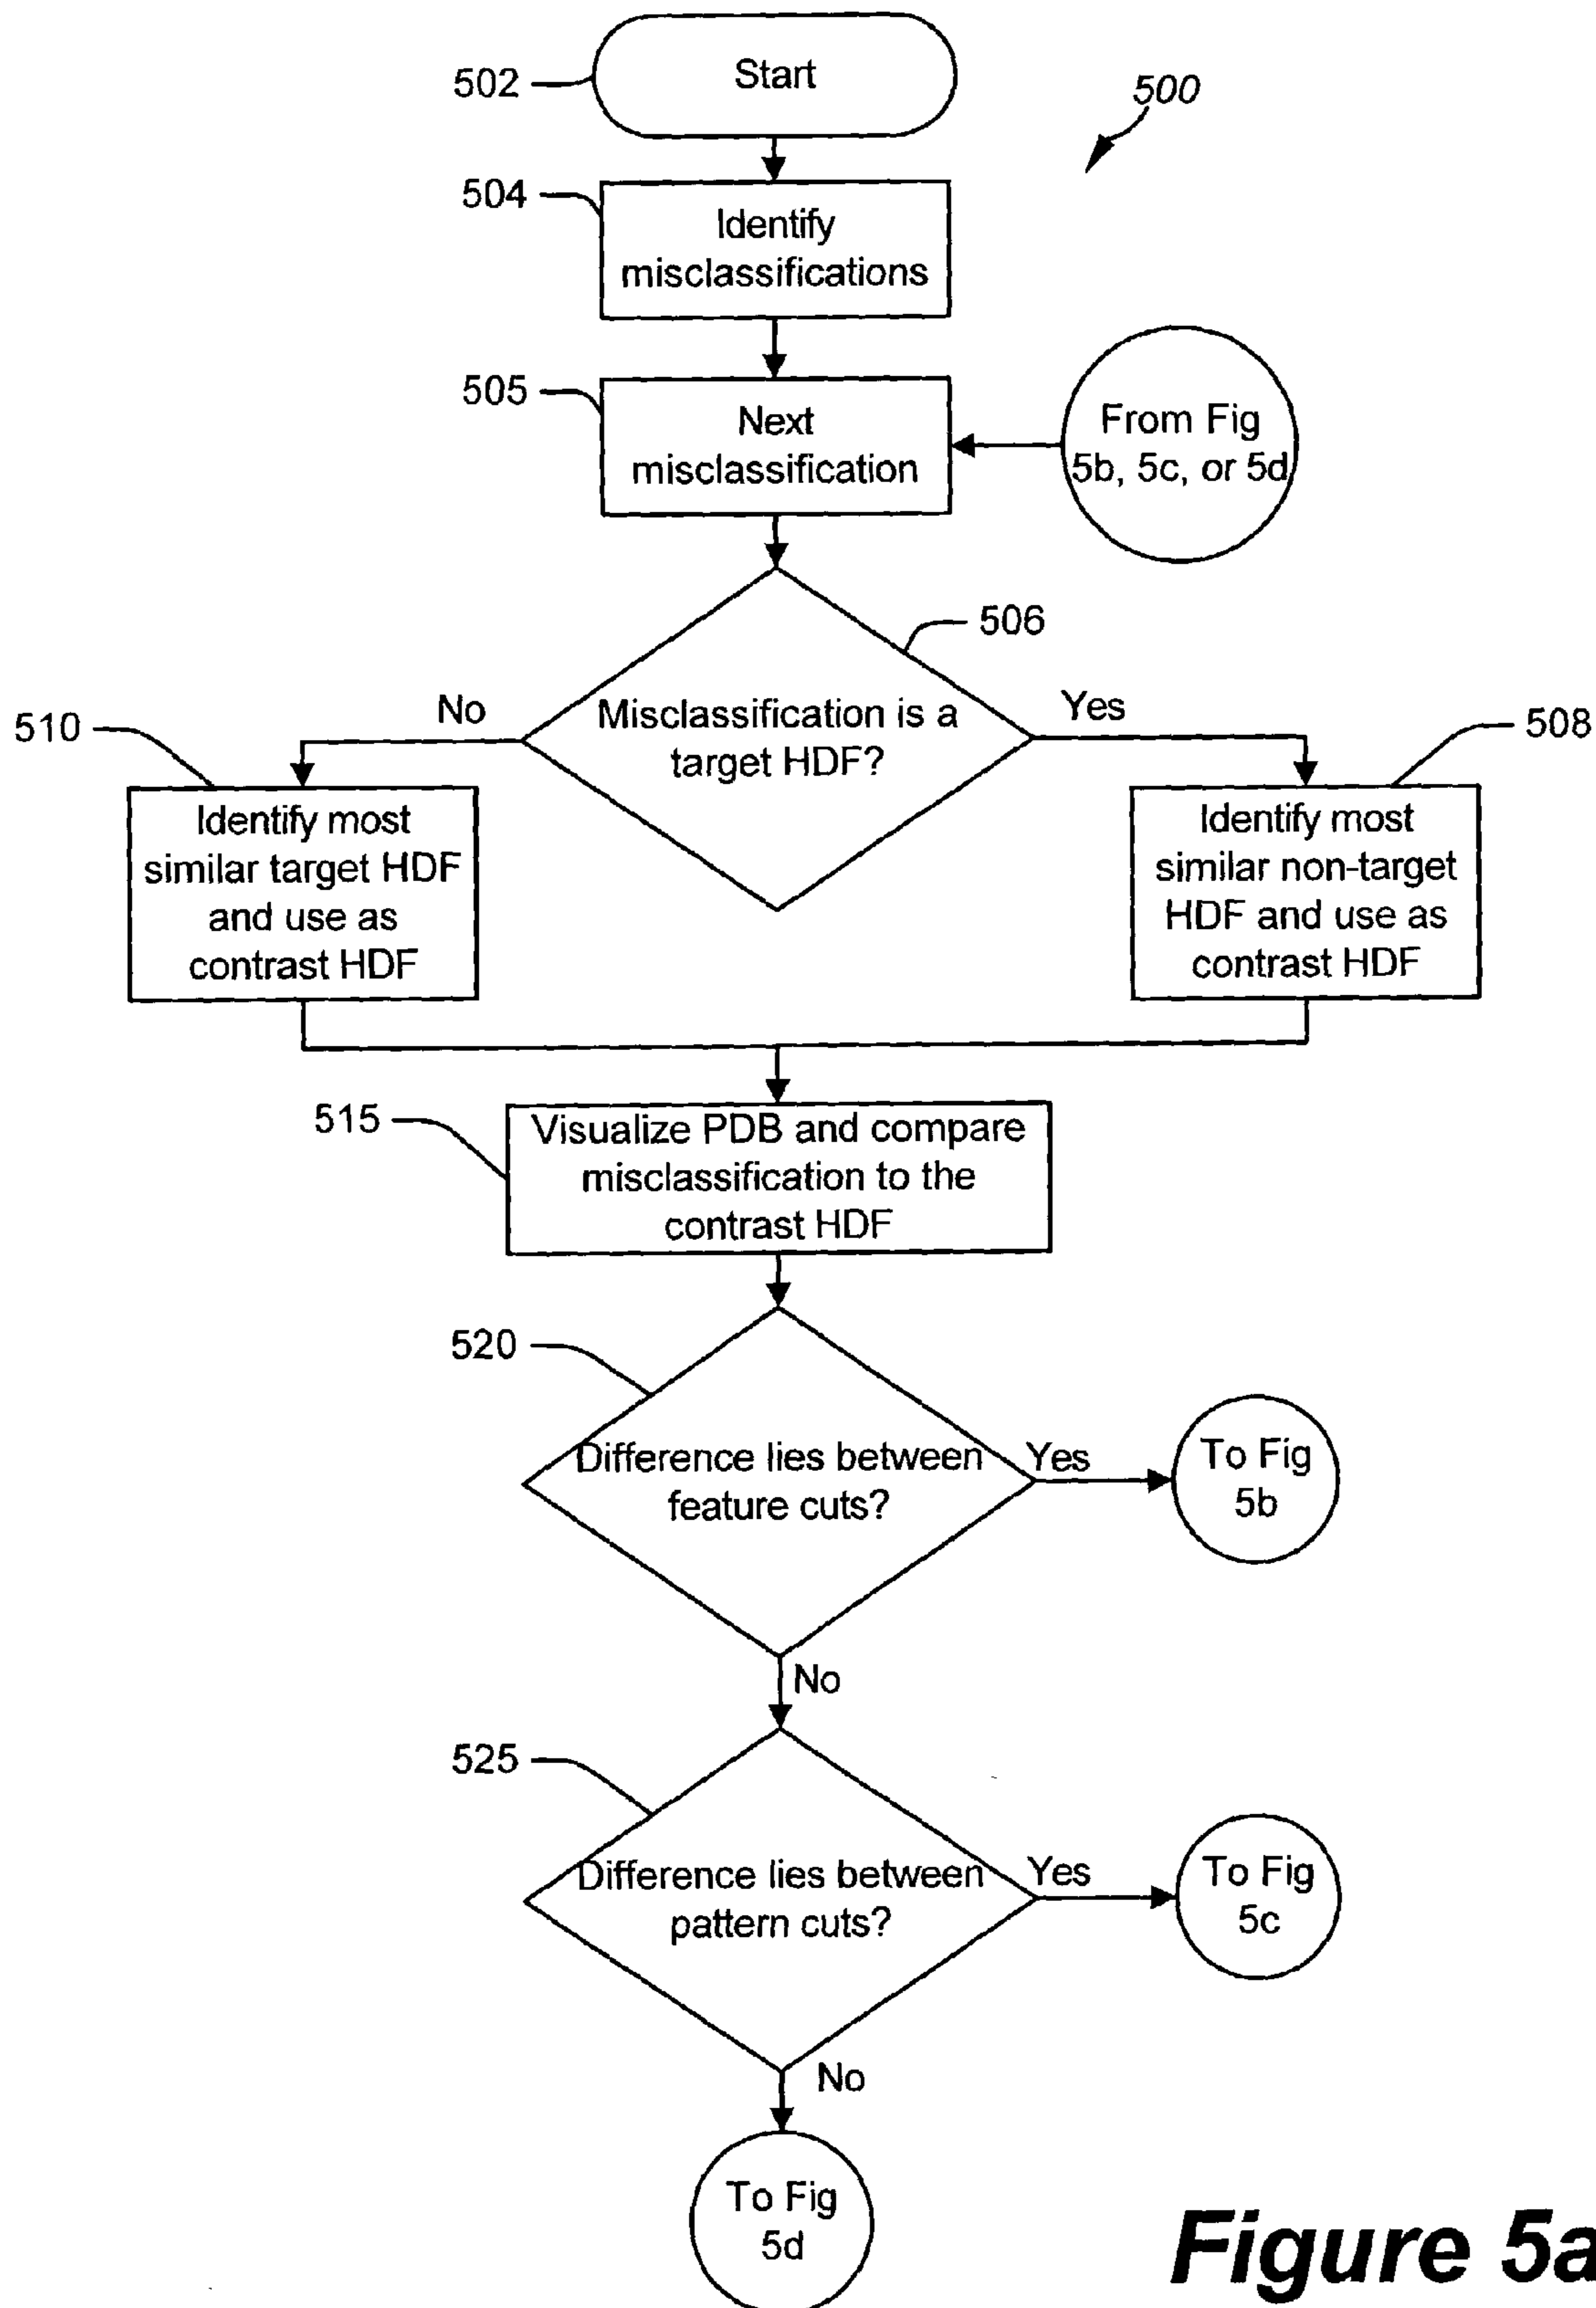 502
Start
500
504
Identify
misclassifications
505
Next
misclassification
From Fig
5b, 5c, or 5d
506
No
Misclassification is a
target HDF?
Yes
510
508
Identify most
similar target HDF
and use as
contrast HDF
Identify most
similar non-target
HDF and use as
contrast HDF
515
Visualize PDB and compare
misclassification to the
contrast HDF
520
Difference lies between
feature cuts?
Yes
To Fig
5b
No
525
Difference lies between
pattern cuts?
Yes
To Fig
5c
No
To Fig
5d
Figure 5a